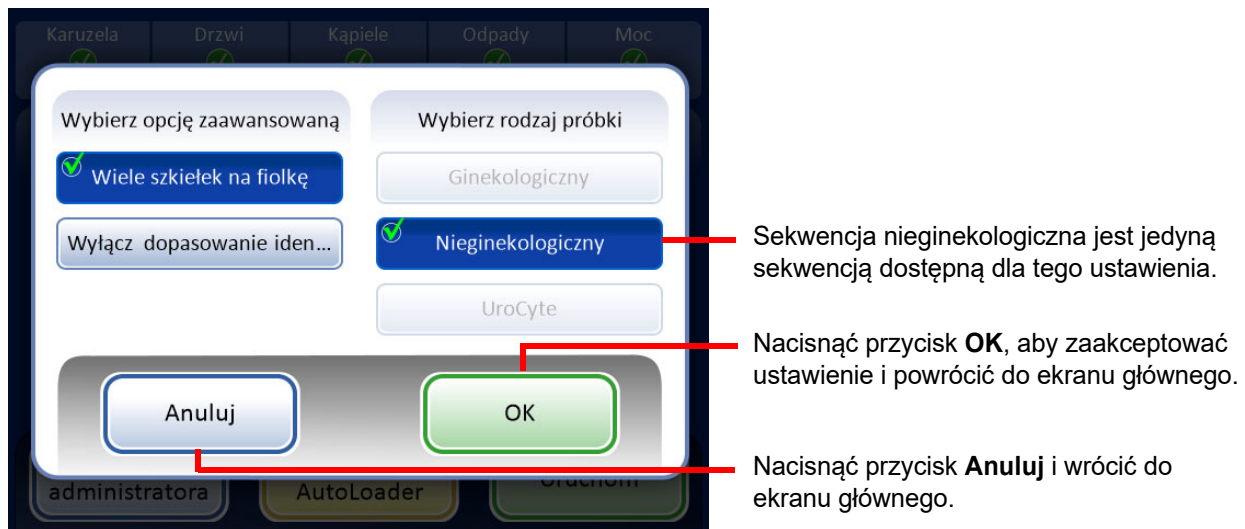 Karuzela Drzwi Kąpiele Odpady Moc
Wybierz opcję zaawansowaną
Wiele szkiełek na fiolkę
Wyłącz dopasowanie iden...
Wybierz rodzaj próbki
Ginekologiczny
Nieginekologiczny
UroCyte
Anuluj
OK
administratora
AutoLoader
Uruchom
Sekwencja nieginekologiczna jest jedyną
sekwencją dostępną dla tego ustawienia.
Nacisnąć przycisk OK, aby zaakceptować
ustawienie i powrócić do ekranu głównego.
Nacisnąć przycisk Anuluj i wrócić do
ekranu głównego.